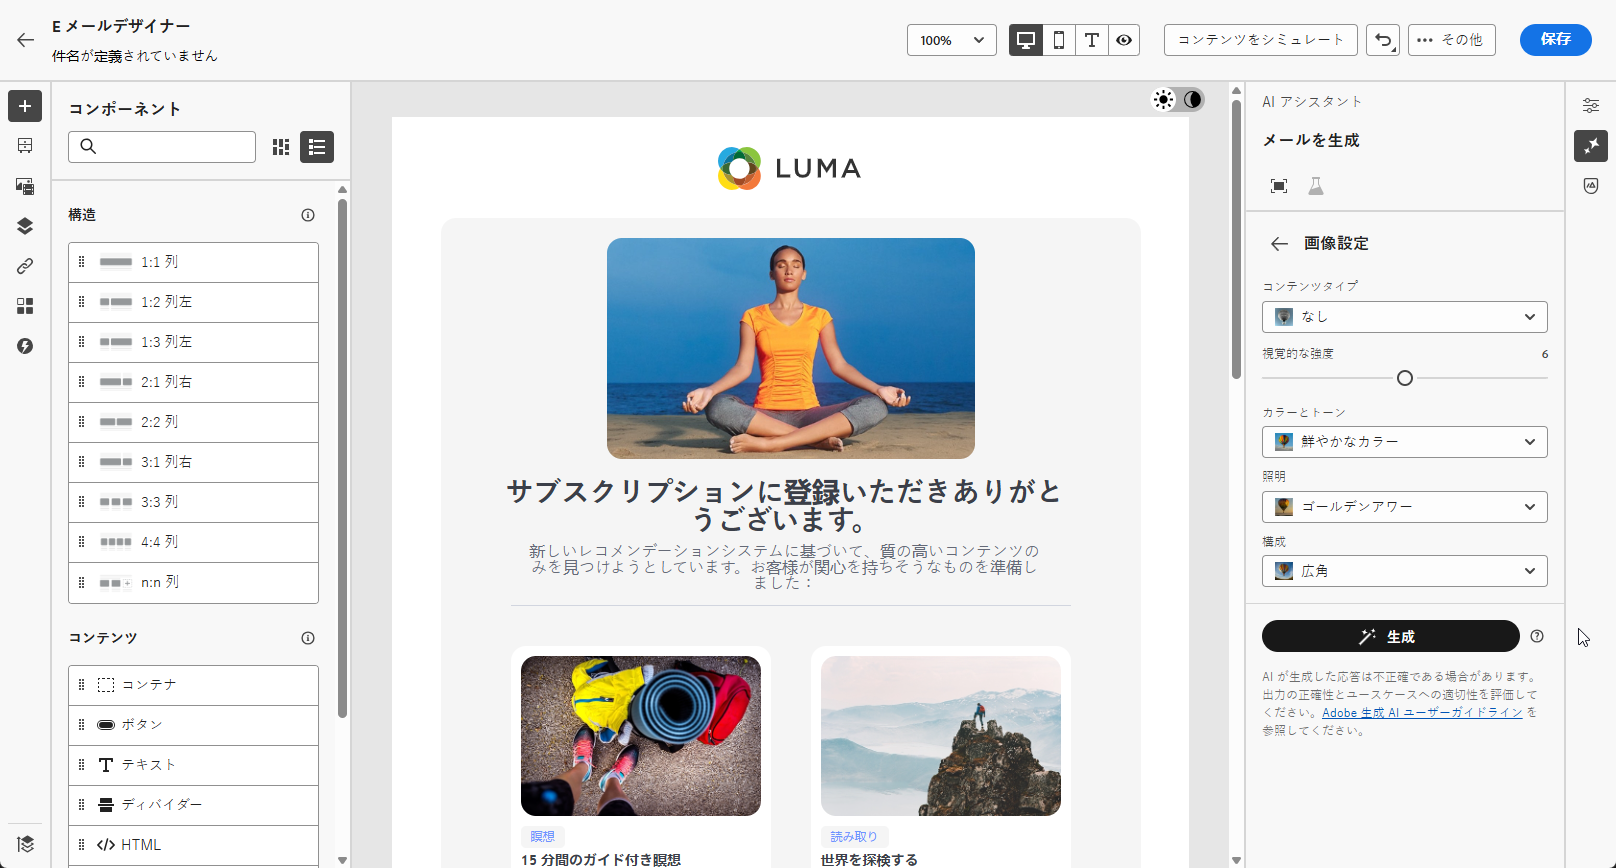 E メールデザイナー
件名が定義されていません
100%
コンテンツをシミュレート
その他
保存
コンポーネント
構造
1:1 列
1:2 列左
1:3 列左
2:1 列右
2:2 列
3:1 列右
3:3 列
4:4 列
n:n 列
コンテンツ
コンテナ
ボタン
テキスト
ディバイダー
HTML
LUMA
サブスクリプションに登録いただきありがと
うございます。
新しいレコメンデーションシステムに基づいて、質の高いコンテンツの
みを見つけようとしています。お客様が関心を持ちそうなものを準備し
ました：
瞑想
15 分間のガイド付き瞑想
読み取り
世界を探検する
AI アシスタント
メールを生成
画像設定
コンテンツタイプ
なし
視覚的な強度
6
カラーとトーン
鮮やかなカラー
照明
ゴールデンアワー
構成
広角
生成
AI が生成した応答は不正確である場合があります。
出力の正確性とユースケースへの適切性を評価して
ください。Adobe 生成 AI ユーザーガイドライン を
参照してください。